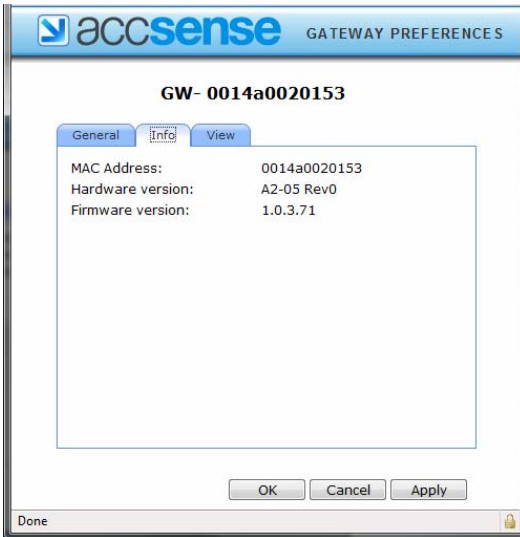 accsense GATEWAY PREFERENCES
GW- 0014a0020153
General Info View
MAC Address: 0014a0020153
Hardware version: A2-05 Rev0
Firmware version: 1.0.3.71
OK Cancel Apply
Done